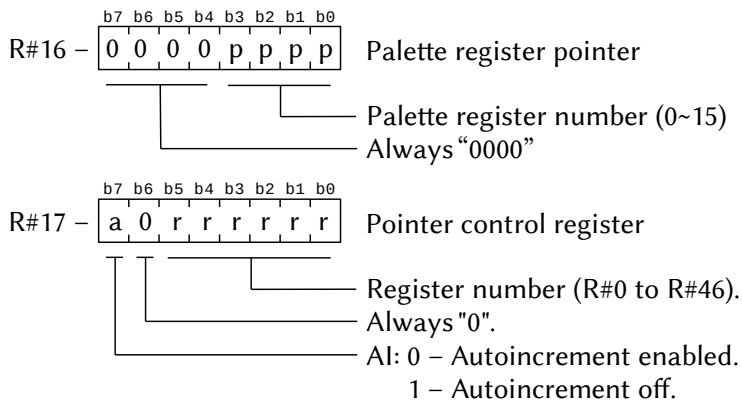 b7 b6 b5 b4 b3 b2 b1 b0
R#16 – 0 0 0 0 p p p p Palette register pointer
Palette register number (0~15)
Always “0000”
b7 b6 b5 b4 b3 b2 b1 b0
R#17 – a 0 r r r r r r Pointer control register
Register number (R#0 to R#46).
Always "0".
AI: 0 – Autoincrement enabled.
1 – Autoincrement off.